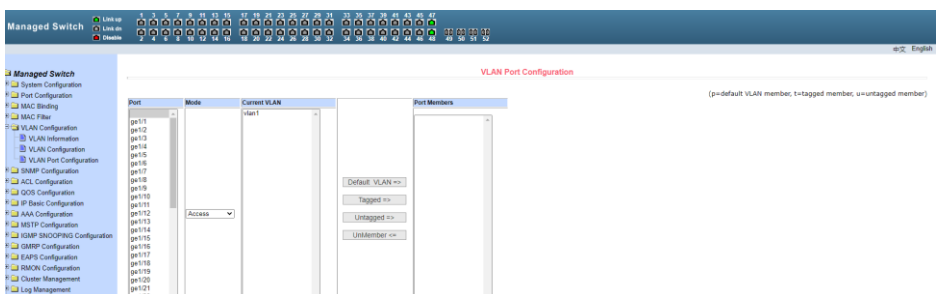 Managed Switch
Link up
Link dn
Disable
1 3 5 7 9 11 13 15 17 19 21 23 25 27 29 31 33 35 37 39 41 43 45 47
2 4 6 8 10 12 14 16 18 20 22 24 26 28 30 32 34 36 38 40 42 44 46 48 49 50 51 52
中文 English
Managed Switch
System Configuration
Port Configuration
MAC Binding
MAC Filter
VLAN Configuration
VLAN Information
VLAN Configuration
VLAN Port Configuration
SNMP Configuration
ACL Configuration
QOS Configuration
IP Basic Configuration
AAA Configuration
MSTP Configuration
IGMP SNOOPING Configuration
GMRP Configuration
EAPS Configuration
RMON Configuration
Cluster Management
Log Management
VLAN Port Configuration
(p=default VLAN member, t=tagged member, u=untagged member)
Port Mode Current VLAN Port Members
ge1/1
ge1/2
ge1/3
ge1/4
ge1/5
ge1/6
ge1/7
ge1/8
ge1/9
ge1/10
ge1/11
ge1/12
ge1/13
ge1/14
ge1/15
ge1/16
ge1/17
ge1/18
ge1/19
ge1/20
ge1/21
Access
vlan1
Default VLAN =>
Tagged =>
Untagged =>
UnMember <=